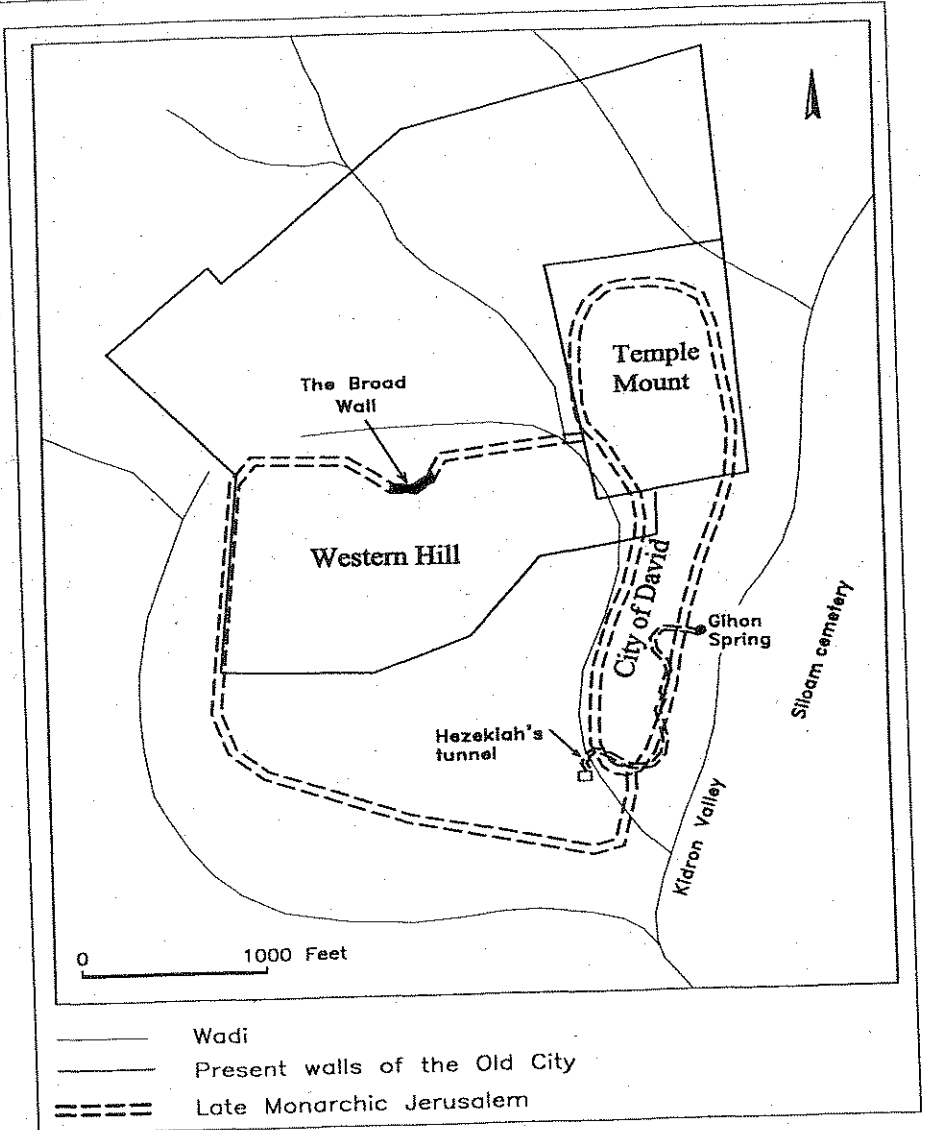 Temple
Mount
The Broad
Wall
Western Hill
City of David
Gihon
Spring
Siloam cemetery
Hezekiah's
tunnel
Kidron Valley
0 1000 Feet
Wadi
Present walls of the Old City
Late Monarchic Jerusalem